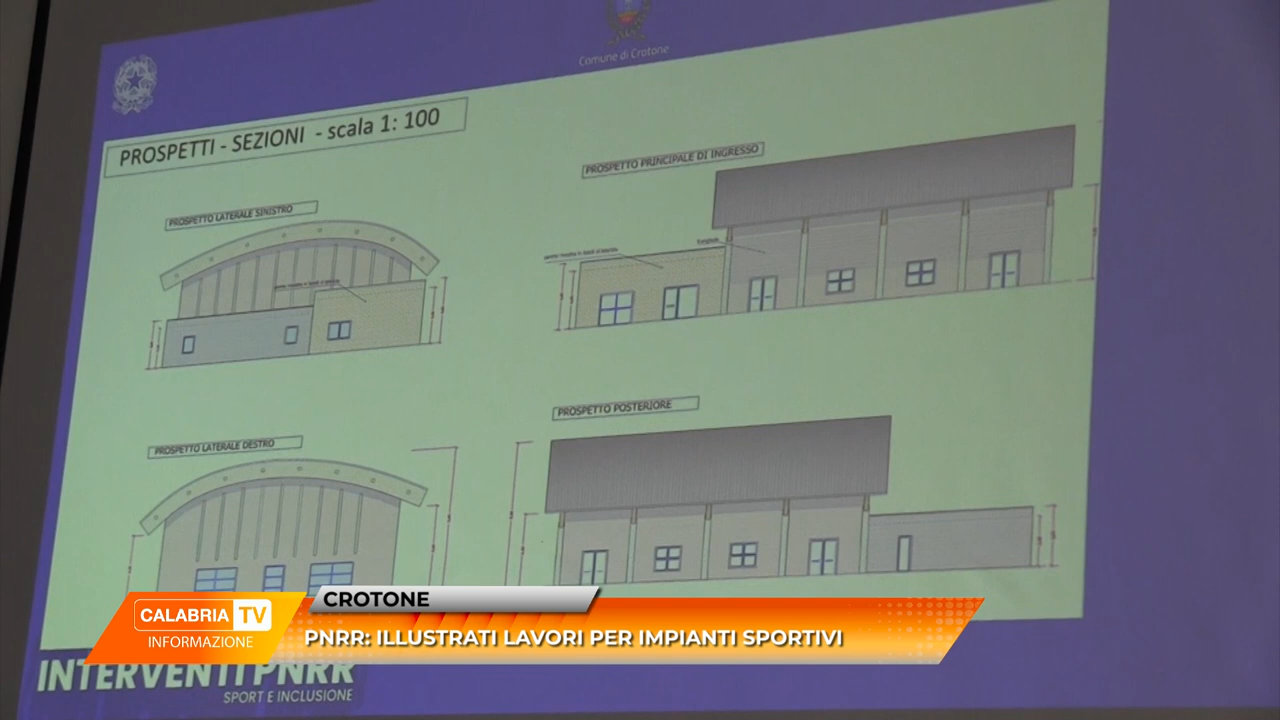 Comune di Crotone
PROSPETTI - SEZIONI - scala 1: 100
PROSPETTO LATERALE SINISTRO
PROSPETTO PRINCIPALE DI INGRESSO
PROSPETTO LATERALE DESTRO
PROSPETTO POSTERIORE
CROTONE
CALABRIA TV
INFORMAZIONE
PNRR: ILLUSTRATI LAVORI PER IMPIANTI SPORTIVI
INTERVENTI PNRR
SPORT E INCLUSIONE